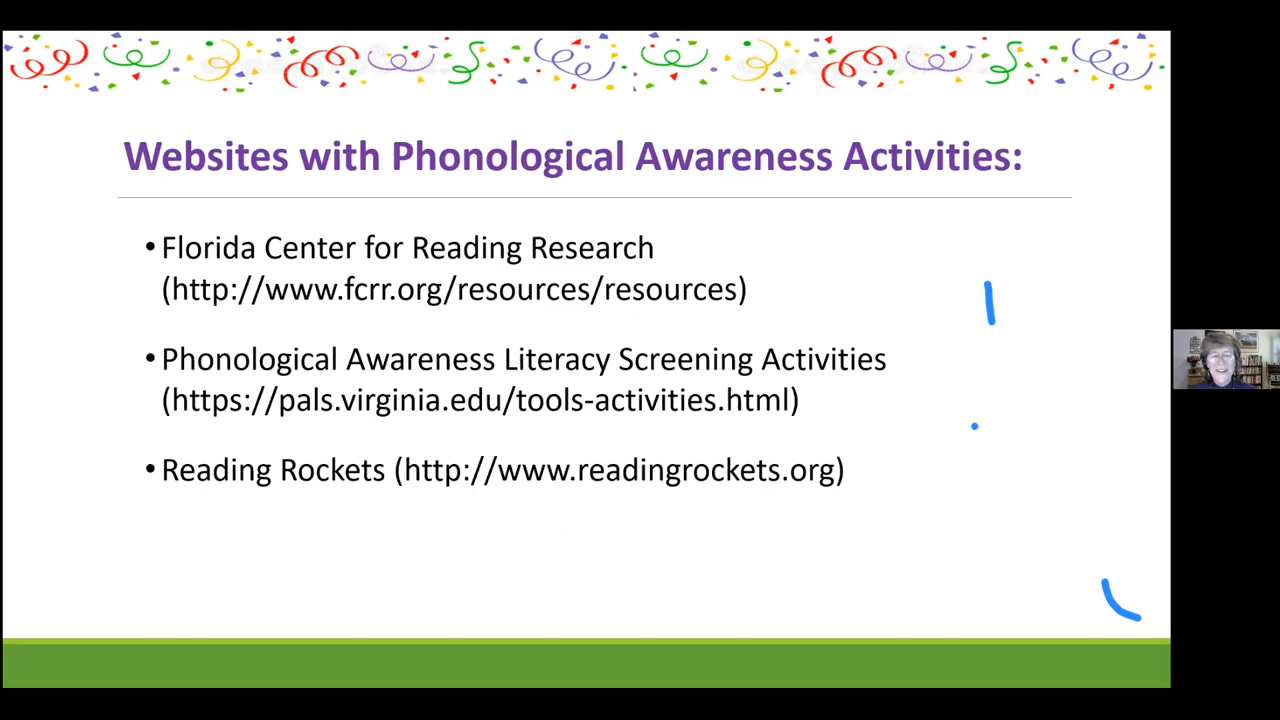 Websites with Phonological Awareness Activities:
•Florida Center for Reading Research
(http://www.fcrr.org/resources/resources)
•Phonological Awareness Literacy Screening Activities
(https://pals.virginia.edu/tools-activities.html)
•Reading Rockets (http://www.readingrockets.org)